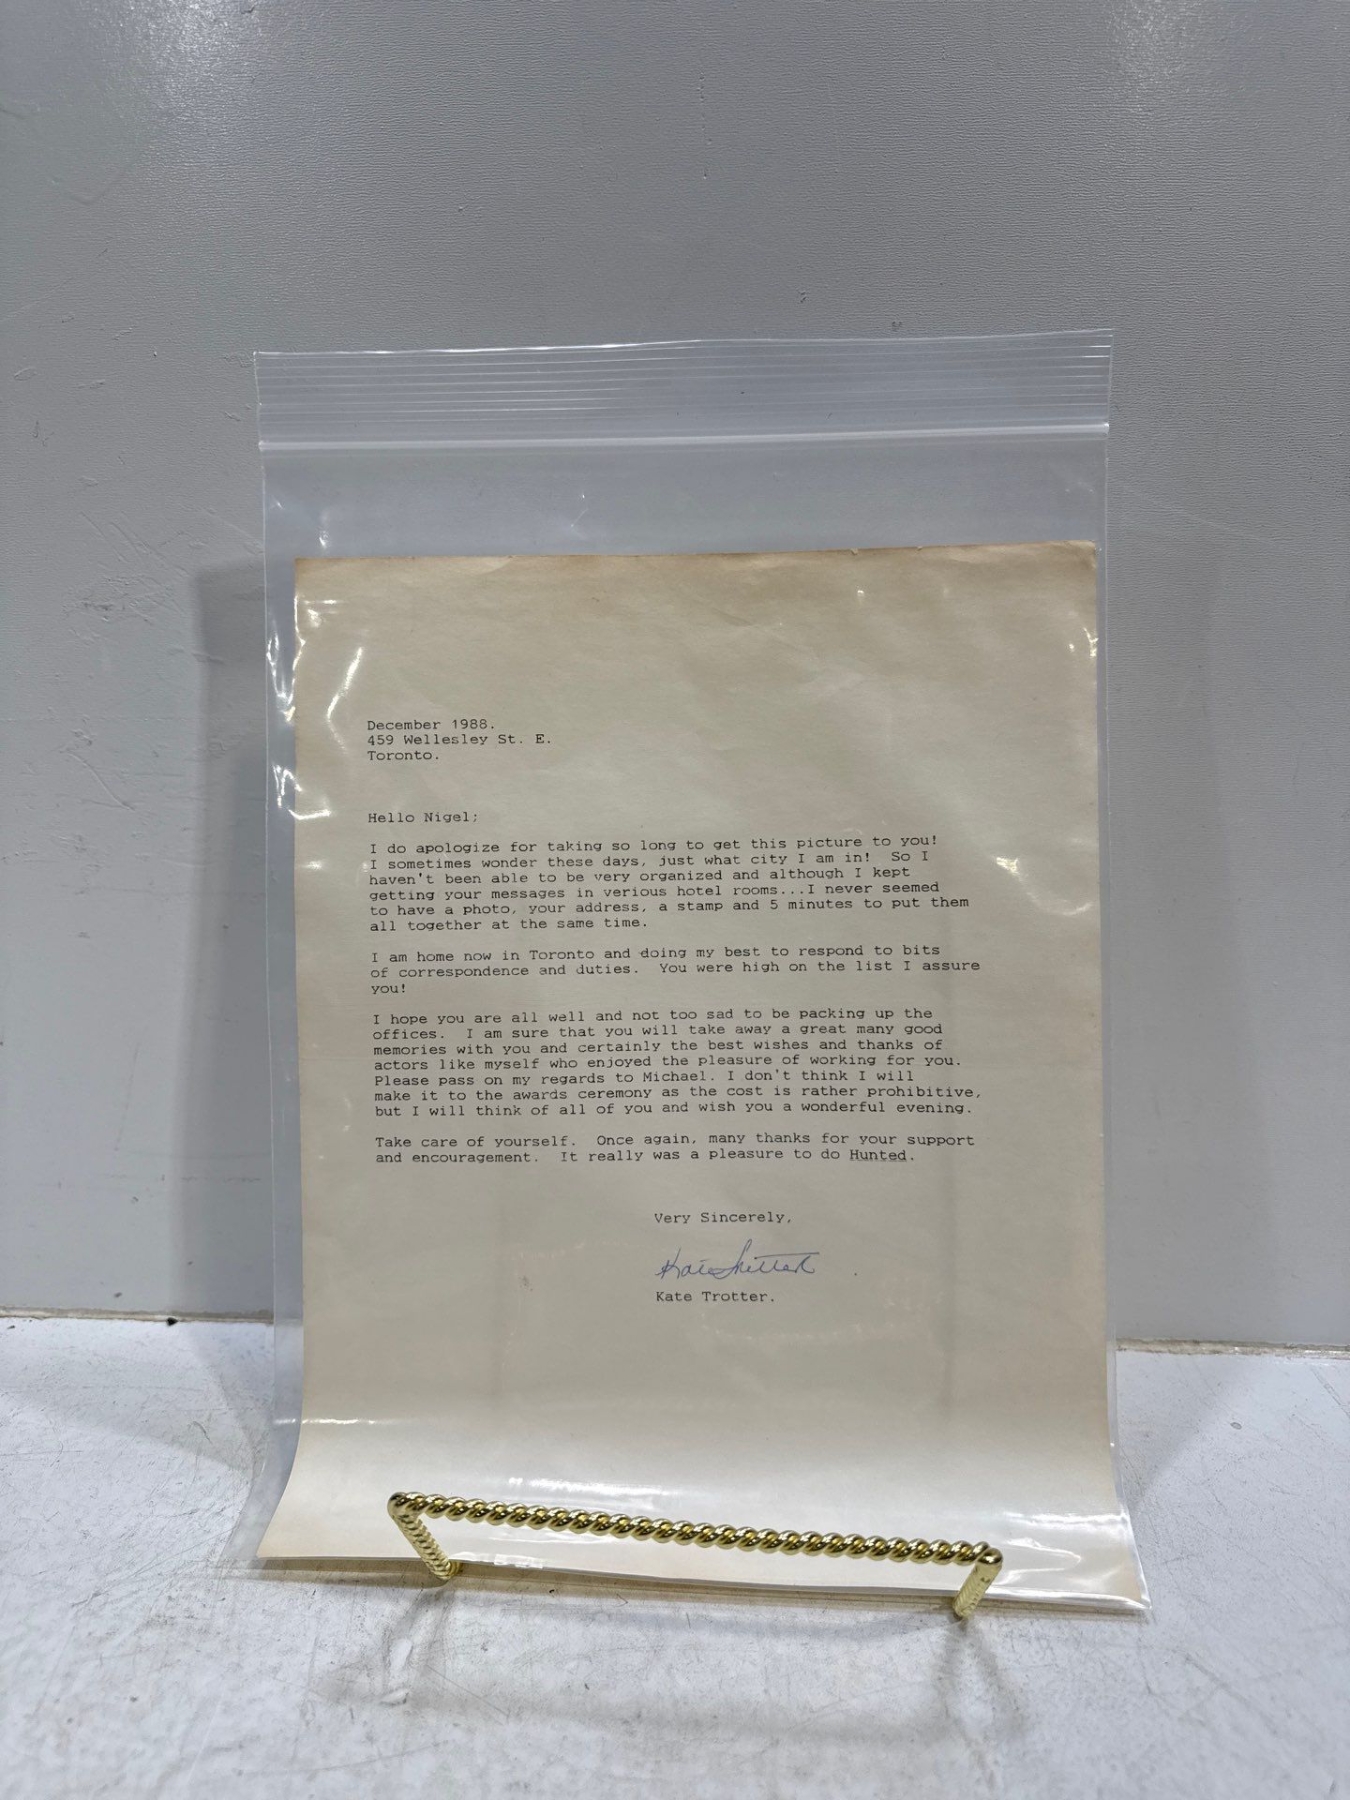 December 1988.
459 Wellesley St. E.
Toronto.
Hello Nigel;
I do apologize for taking so long to get this picture to you!
I sometimes wonder these days, just what city I am in!  So I
haven't been able to be very organized and although I kept
getting your messages in verious hotel rooms...I never seemed
to have a photo, your address, a stamp and 5 minutes to put them
all together at the same time.
I am home now in Toronto and doing my best to respond to bits
of correspondence and duties.  You were high on the list I assure
you!
I hope you are all well and not too sad to be packing up the
offices.  I am sure that you will take away a great many good
memories with you and certainly the best wishes and thanks of
actors like myself who enjoyed the pleasure of working for you.
Please pass on my regards to Michael. I don't think I will
make it to the awards ceremony as the cost is rather prohibitive,
but I will think of all of you and wish you a wonderful evening.
Take care of yourself.  Once again, many thanks for your support
and encouragement.  It really was a pleasure to do Hunted.
Very Sincerely,
Kate Trotter
Kate Trotter.